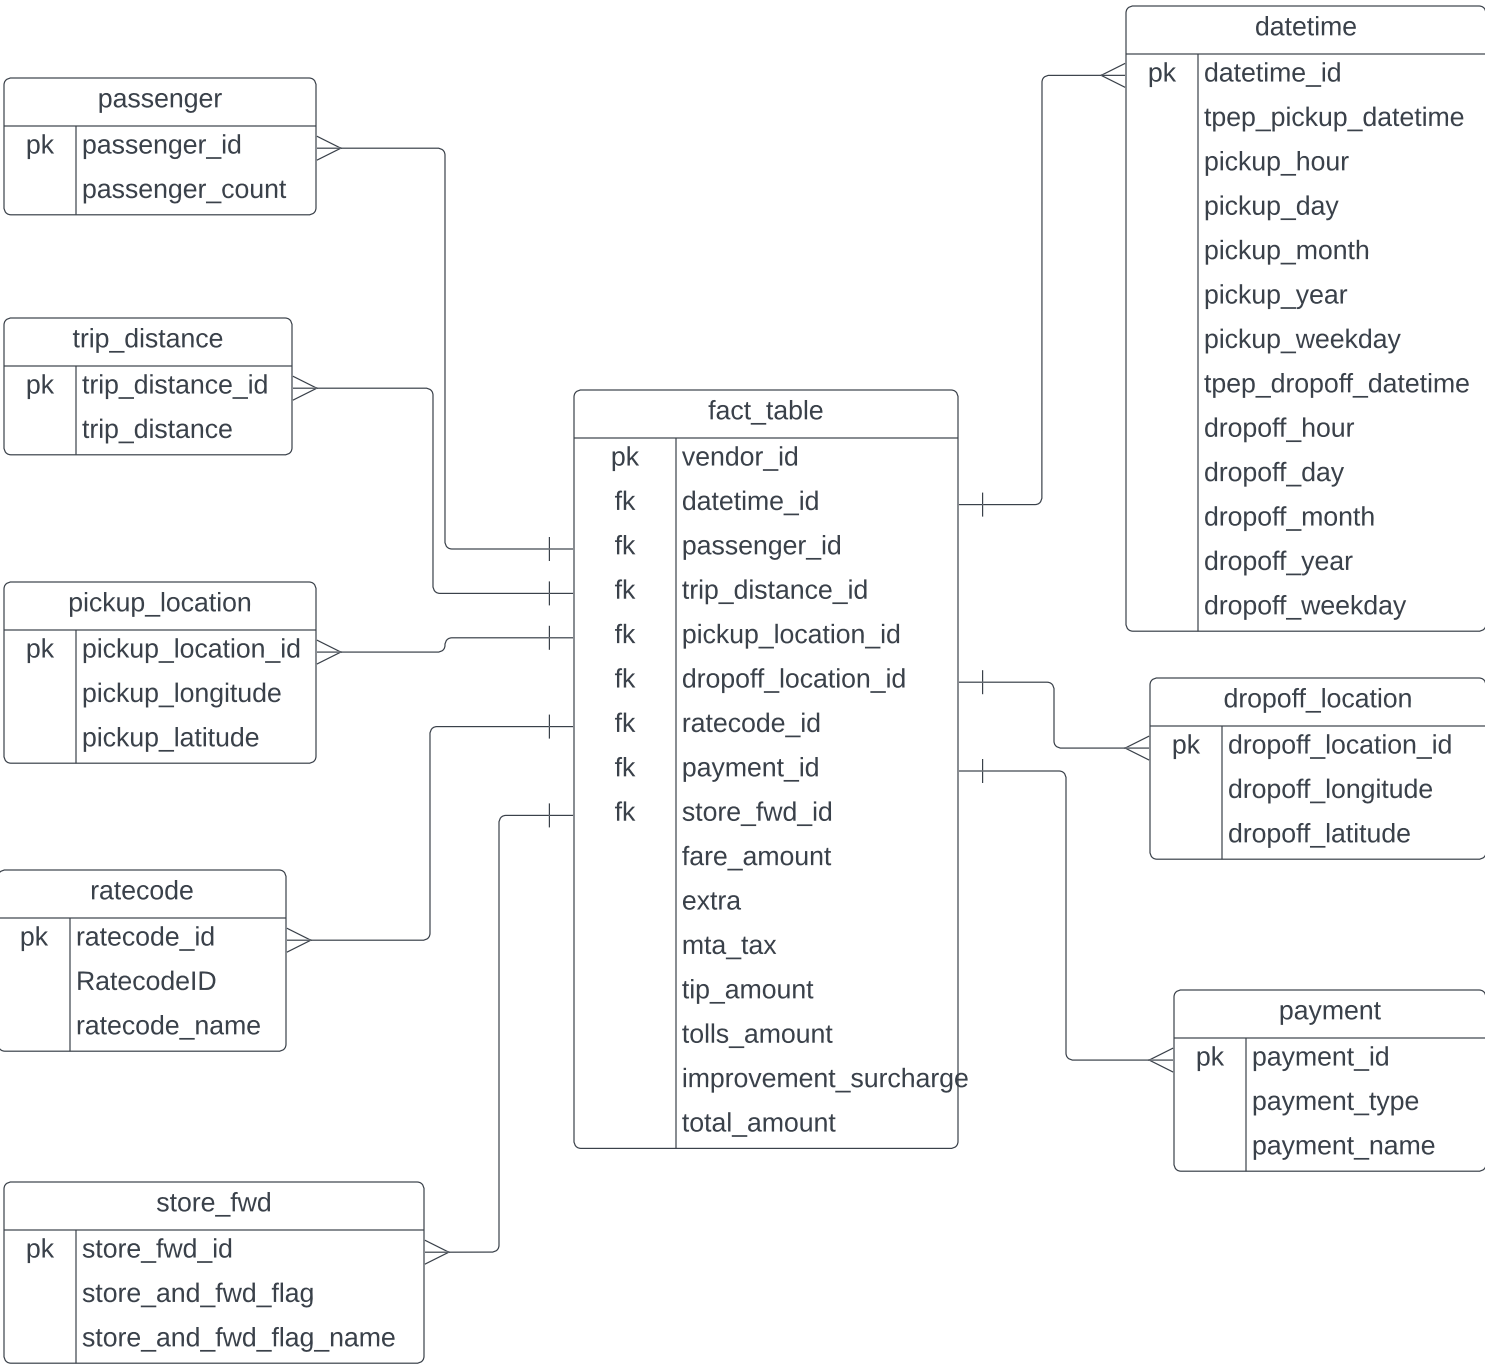 passenger
pk passenger_id
passenger_count
trip_distance
pk trip_distance_id
trip_distance
pickup_location
pk pickup_location_id
pickup_longitude
pickup_latitude
ratecode
pk ratecode_id
RatecodeID
ratecode_name
store_fwd
pk store_fwd_id
store_and_fwd_flag
store_and_fwd_flag_name
fact_table
pk vendor_id
fk datetime_id
fk passenger_id
fk trip_distance_id
fk pickup_location_id
fk dropoff_location_id
fk ratecode_id
fk payment_id
fk store_fwd_id
fare_amount
extra
mta_tax
tip_amount
tolls_amount
improvement_surcharge
total_amount
datetime
pk datetime_id
tpep_pickup_datetime
pickup_hour
pickup_day
pickup_month
pickup_year
pickup_weekday
tpep_dropoff_datetime
dropoff_hour
dropoff_day
dropoff_month
dropoff_year
dropoff_weekday
dropoff_location
pk dropoff_location_id
dropoff_longitude
dropoff_latitude
payment
pk payment_id
payment_type
payment_name